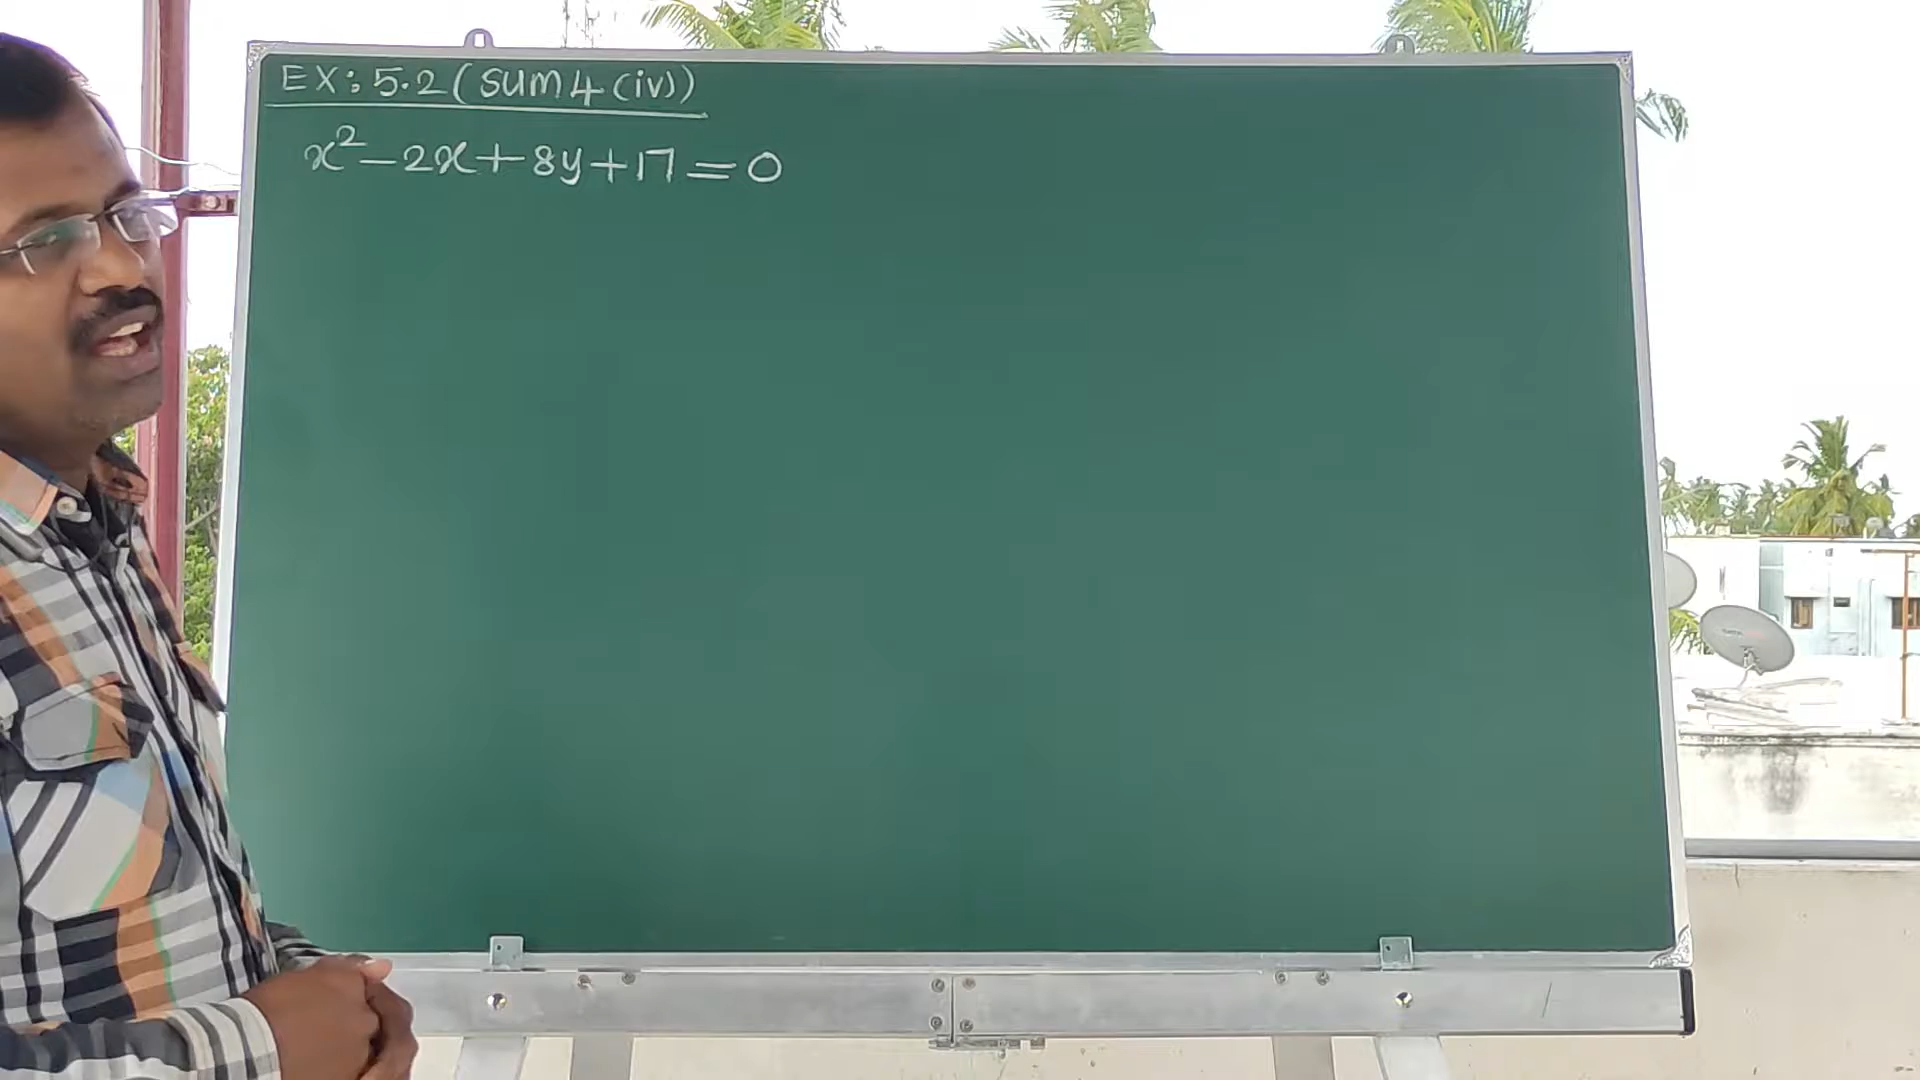 EX: 5.2 (SUM 4 (iv))
x² - 2x + 8y + 17 = 0